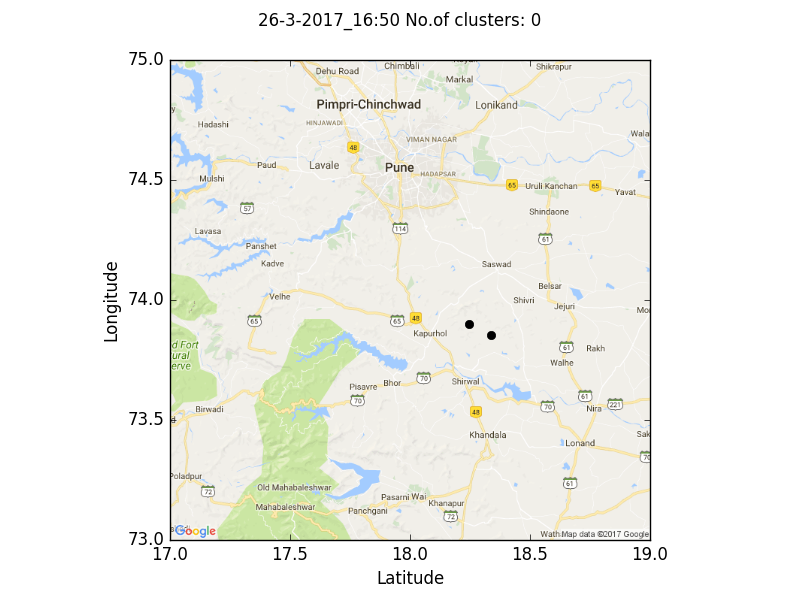 26-3-2017_16:50 No.of clusters: 0
75.0
74.5
74.0
73.5
73.0
Longitude
Dehu Road
Chimbali
Markal
Shikrapur
Pimpri-Chinchwad
Lonikand
Hadashi
HINJAWADI
VIMAN NAGAR
Wala
48
Paud
Lavale
Pune
HADAPSAR
Mulshi
65
Uruli Kanchan
65
Yavat
57
Shindaone
Lavasa
114
61
Panshet
Kadve
Saswad
Belsar
Velhe
Shivri
Jejuri
65
65
48
Kapurhol
61
Rakh
Walhe
d Fort
ural
erve
Pisavre
Bhor
70
Shirwal
70
61
70
221
Birwadi
48
Nira
Khandala
Lonand
Sak
70
Poladpur
72
Old Mahabaleshwar
61
Mahabaleshwar
Pasarni
Wai
Khanapur
Panchgani
72
Google
Map data ©2017 Google
17.0
17.5
18.0
18.5
19.0
Latitude